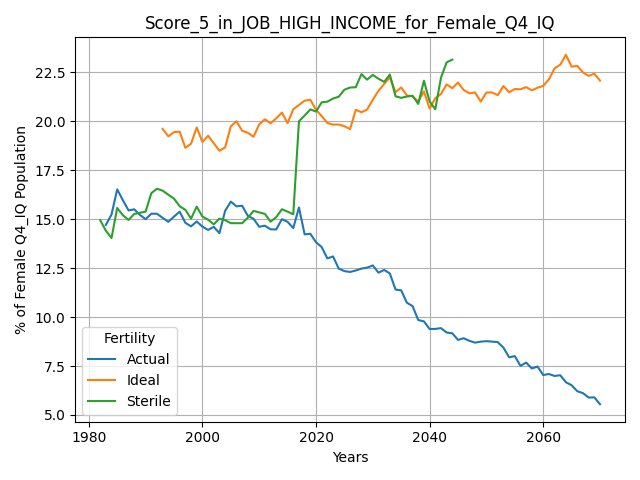 Score_5_in_JOB_HIGH_INCOME_for_Female_Q4_IQ
% of Female Q4_IQ Population
22.5
20.0
17.5
15.0
12.5
10.0
7.5
5.0
Fertility
Actual
Ideal
Sterile
1980 2000 2020 2040 2060
Years